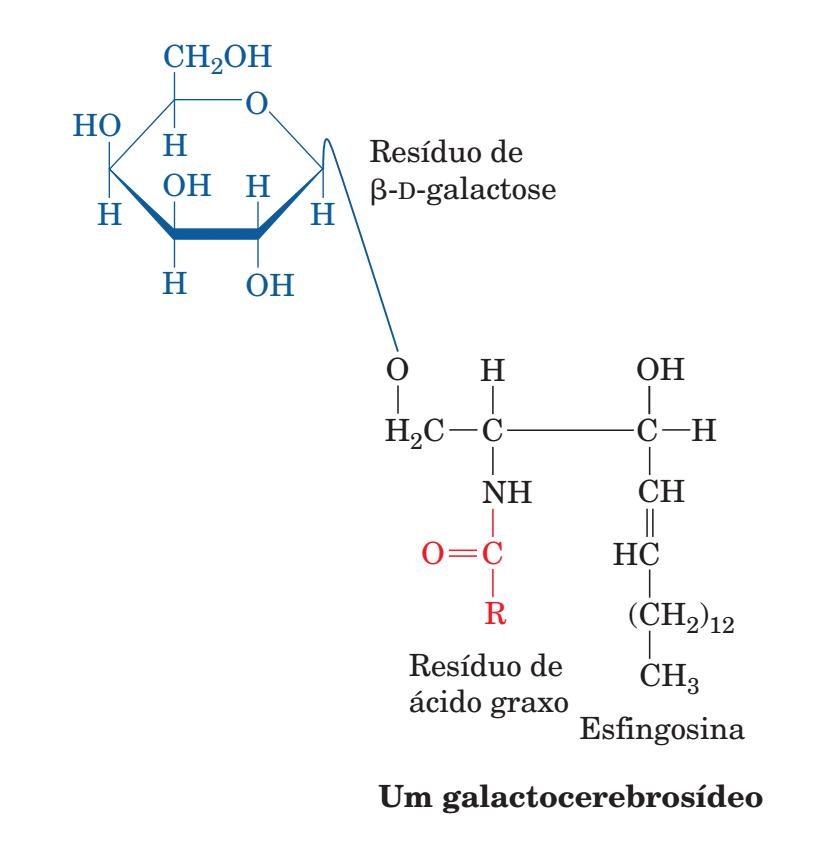 CH₂OH
O
HO
H
OH H
H H
H OH
Resíduo de
β-D-galactose
O H OH
H₂C—C—C—H
NH CH
O=C HC
R (CH₂)₁₂
CH₃
Resíduo de
ácido graxo
Esfingosina
Um galactocerebrosídeo